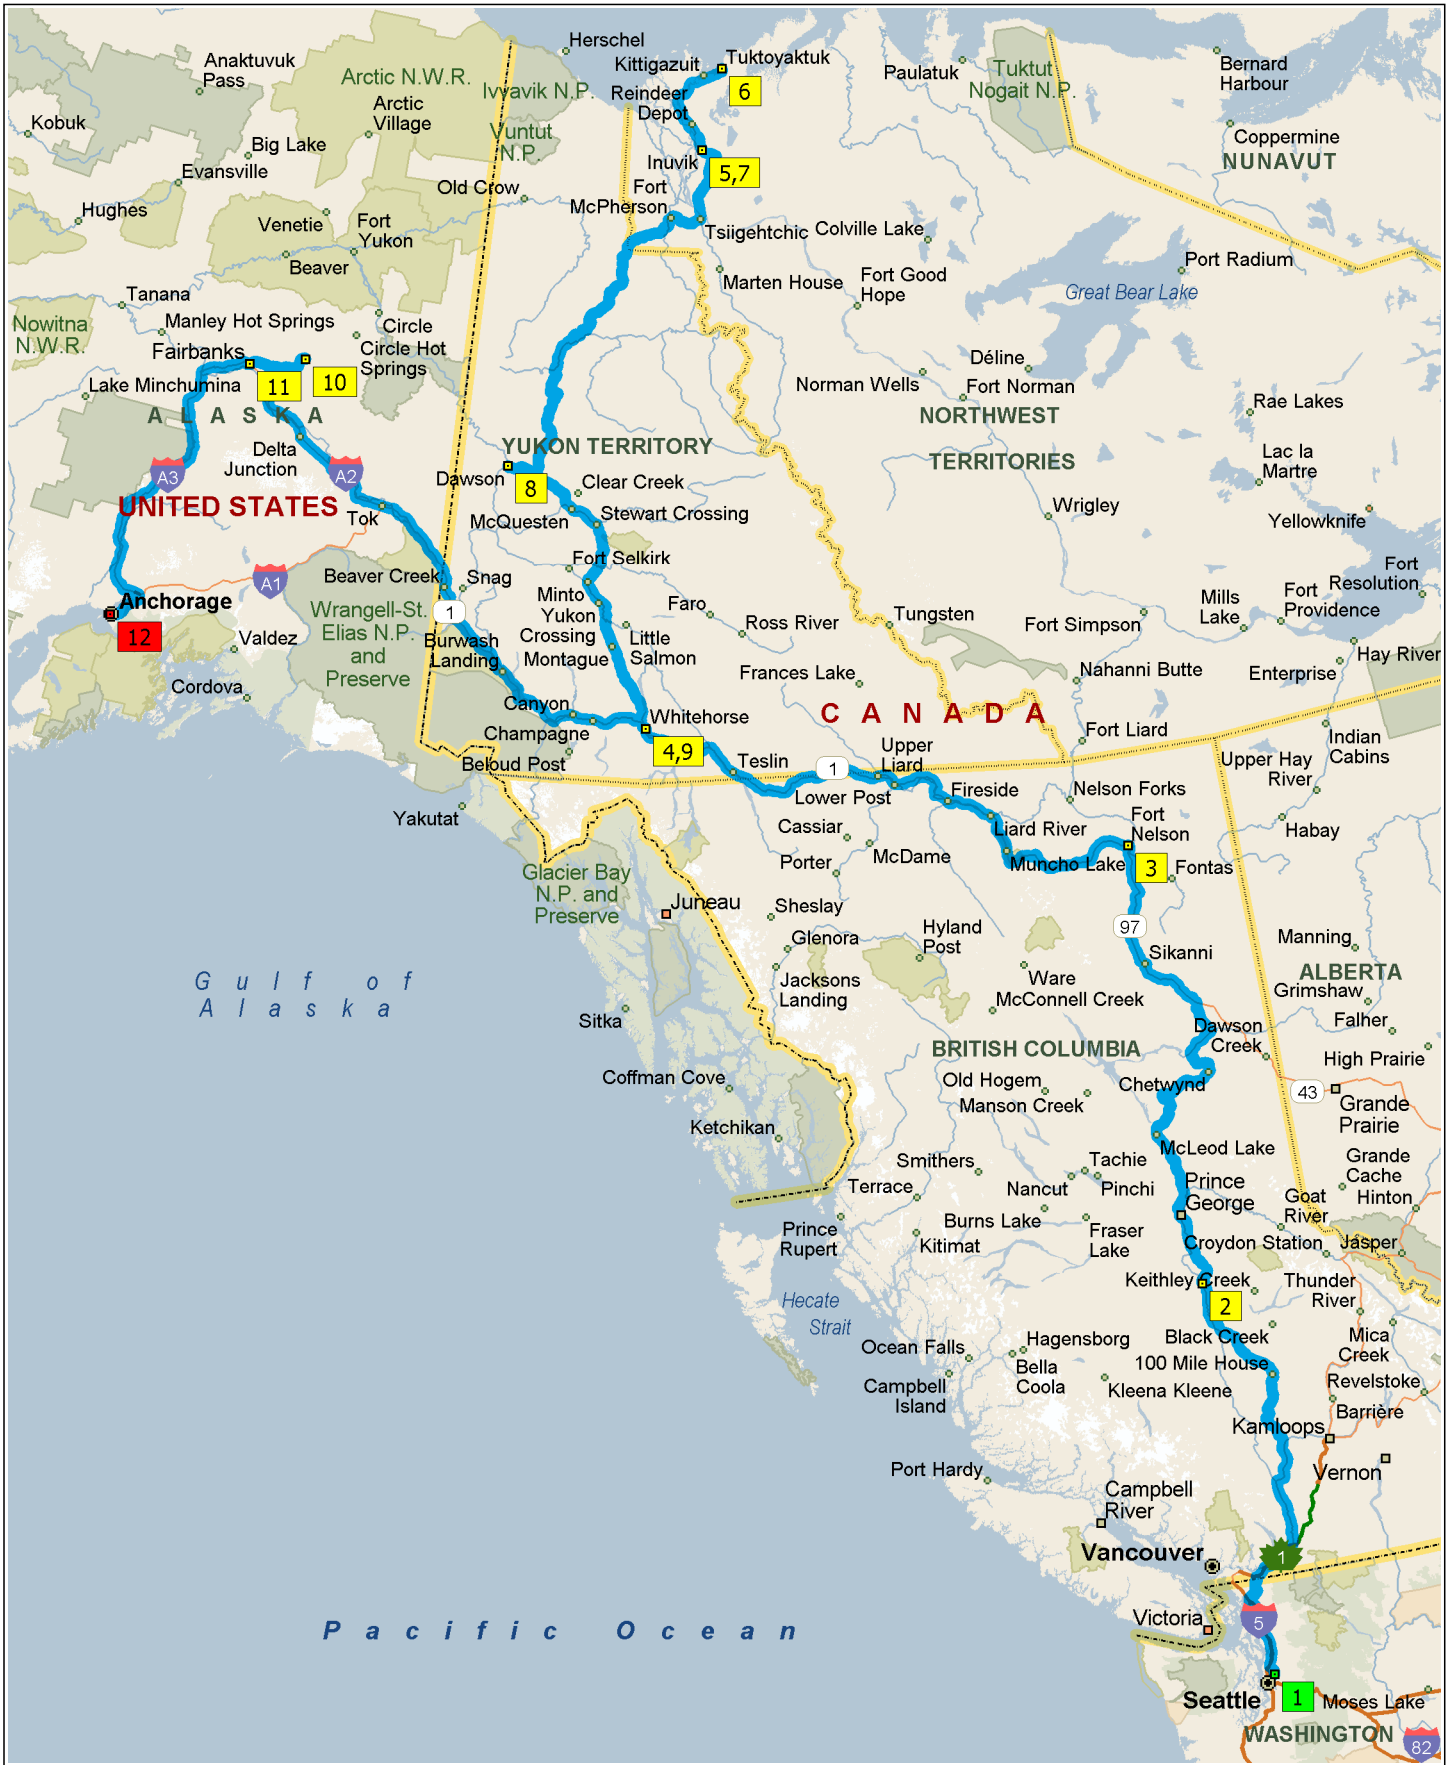 Herschel
Kittigazuit
Tuktoyaktuk
6
Paulatuk
Tuktut
Nogait N.P.
Bernard
Harbour
Anaktuvuk
Pass
Arctic N.W.R.
Ivvavik N.P.
Arctic
Village
Reindeer
Depot
Kobuk
Big Lake
Vuntut
N.P.
Coppermine
NUNAVUT
Evansville
Inuvik
5,7
Old Crow
Fort
McPherson
Hughes
Venetie
Fort
Yukon
Tsiigehtchic
Colville Lake
Beaver
Marten House
Fort Good
Hope
Port Radium
Great Bear Lake
Tanana
Nowitna
N.W.R.
Manley Hot Springs
Circle
Circle Hot
Springs
Fairbanks
11
10
Lake Minchumina
Déline
Norman Wells
Fort Norman
A L A S K A
NORTHWEST
TERRITORIES
Rae Lakes
Delta
Junction
YUKON TERRITORY
Lac la
Martre
A3
A2
Dawson
8
Clear Creek
UNITED STATES
Tok
McQuesten
Stewart Crossing
Wrigley
Yellowknife
Fort Selkirk
A1
Beaver Creek
Snag
Fort
Resolution
Anchorage
12
Wrangell-St.
Elias N.P.
and
Preserve
1
Minto
Yukon
Crossing
Montague
Faro
Ross River
Tungsten
Fort Simpson
Mills
Lake
Fort
Providence
Valdez
Burwash
Landing
Little
Salmon
Hay River
Cordova
Frances Lake
Nahanni Butte
Enterprise
Canyon
Champagne
Whitehorse
4,9
C A N A D A
Fort Liard
Indian
Cabins
Beloud Post
Teslin
1
Upper
Liard
Upper Hay
River
Yakutat
Lower Post
Fireside
Nelson Forks
Cassiar
Liard River
Fort
Nelson
Habay
Porter
McDame
Muncho Lake
3
Fontas
Glacier Bay
N.P. and
Preserve
Juneau
Sheslay
97
Glenora
Hyland
Post
Manning
Sikanni
Jacksons
Landing
Ware
ALBERTA
Grimshaw
G u l f o f
A l a s k a
McConnell Creek
Sitka
Falher
Dawson
Creek
BRITISH COLUMBIA
High Prairie
Coffman Cove
Old Hogem
Chetwynd
43
Manson Creek
Grande
Prairie
Ketchikan
McLeod Lake
Smithers
Tachie
Grande
Cache
Terrace
Nancut
Pinchi
Prince
George
Goat
River
Hinton
Prince
Rupert
Burns Lake
Kitimat
Fraser
Lake
Croydon Station
Jasper
Keithley Creek
2
Thunder
River
Hecate
Strait
Black Creek
Mica
Creek
Ocean Falls
Hagensborg
100 Mile House
Campbell
Island
Bella
Coola
Kleena Kleene
Revelstoke
Barrière
Kamloops
Port Hardy
Vernon
Campbell
River
Vancouver
1
P a c i f i c O c e a n
Victoria
5
Seattle
1
Moses Lake
WASHINGTON
82